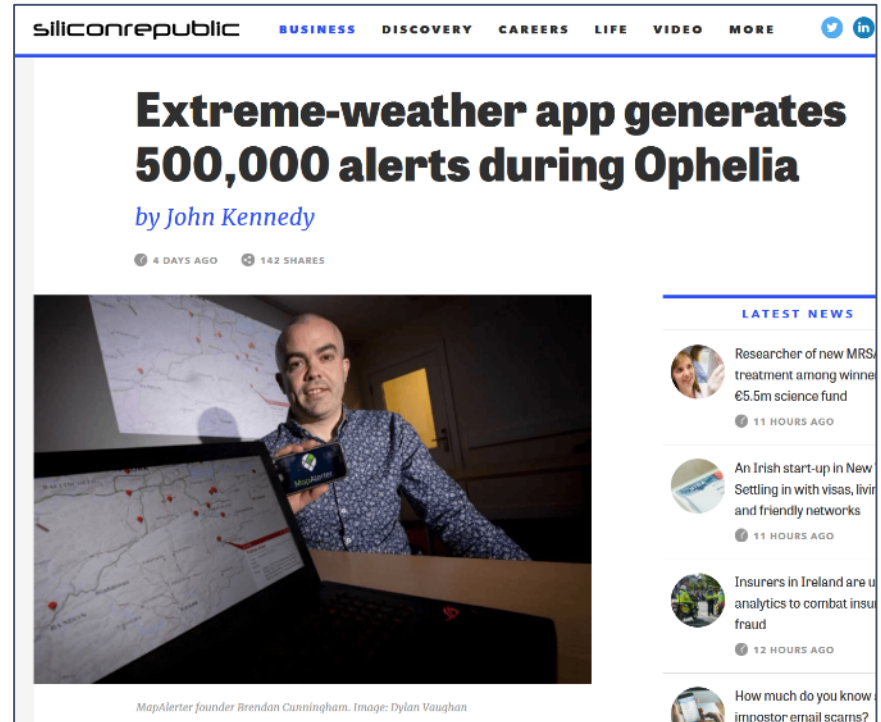 siliconrepublic BUSINESS DISCOVERY CAREERS LIFE VIDEO MORE in
Extreme-weather app generates
500,000 alerts during Ophelia
by John Kennedy
4 DAYS AGO 142 SHARES
MapAlerter
BANDON
MapAlerter founder Brendan Cunningham. Image: Dylan Vaughan
LATEST NEWS
Researcher of new MRSA
treatment among winne
€5.5m science fund
11 HOURS AGO
An Irish start-up in New
Settling in with visas, livin
and friendly networks
11 HOURS AGO
Insurers in Ireland are u
analytics to combat insu
fraud
12 HOURS AGO
How much do you know
impostor email scams?